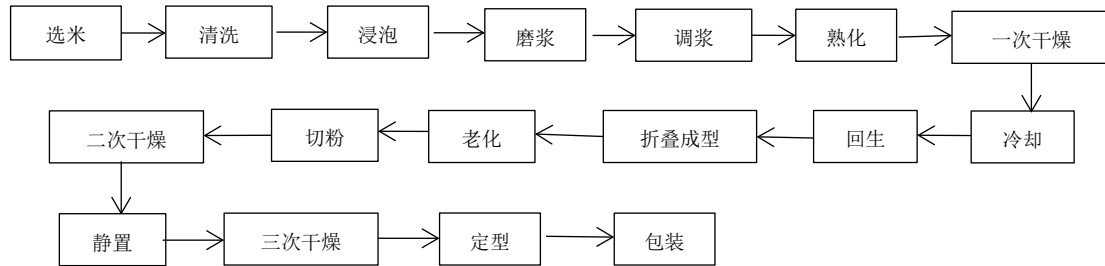 选米
清洗
浸泡
磨浆
调浆
熟化
一次干燥
冷却
回生
折叠成型
老化
切粉
二次干燥
静置
三次干燥
定型
包装